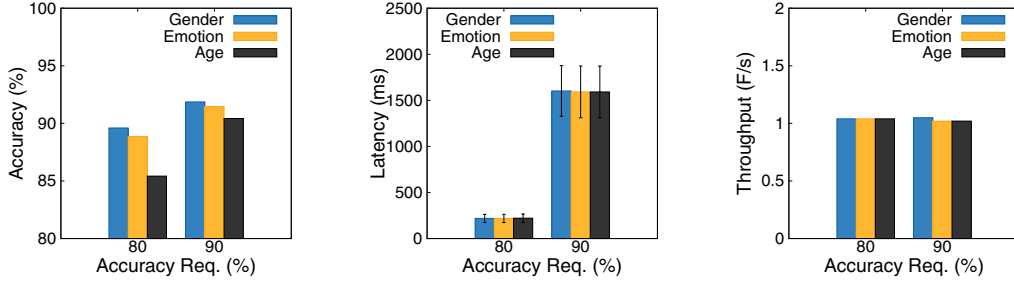 Accuracy (%)
100
95
90
85
80
Gender
Emotion
Age
80
90
Accuracy Req. (%)
Latency (ms)
2500
2000
1500
1000
500
0
Gender
Emotion
Age
80
90
Accuracy Req. (%)
Throughput (F/s)
2
1.5
1
0.5
0
Gender
Emotion
Age
80
90
Accuracy Req. (%)